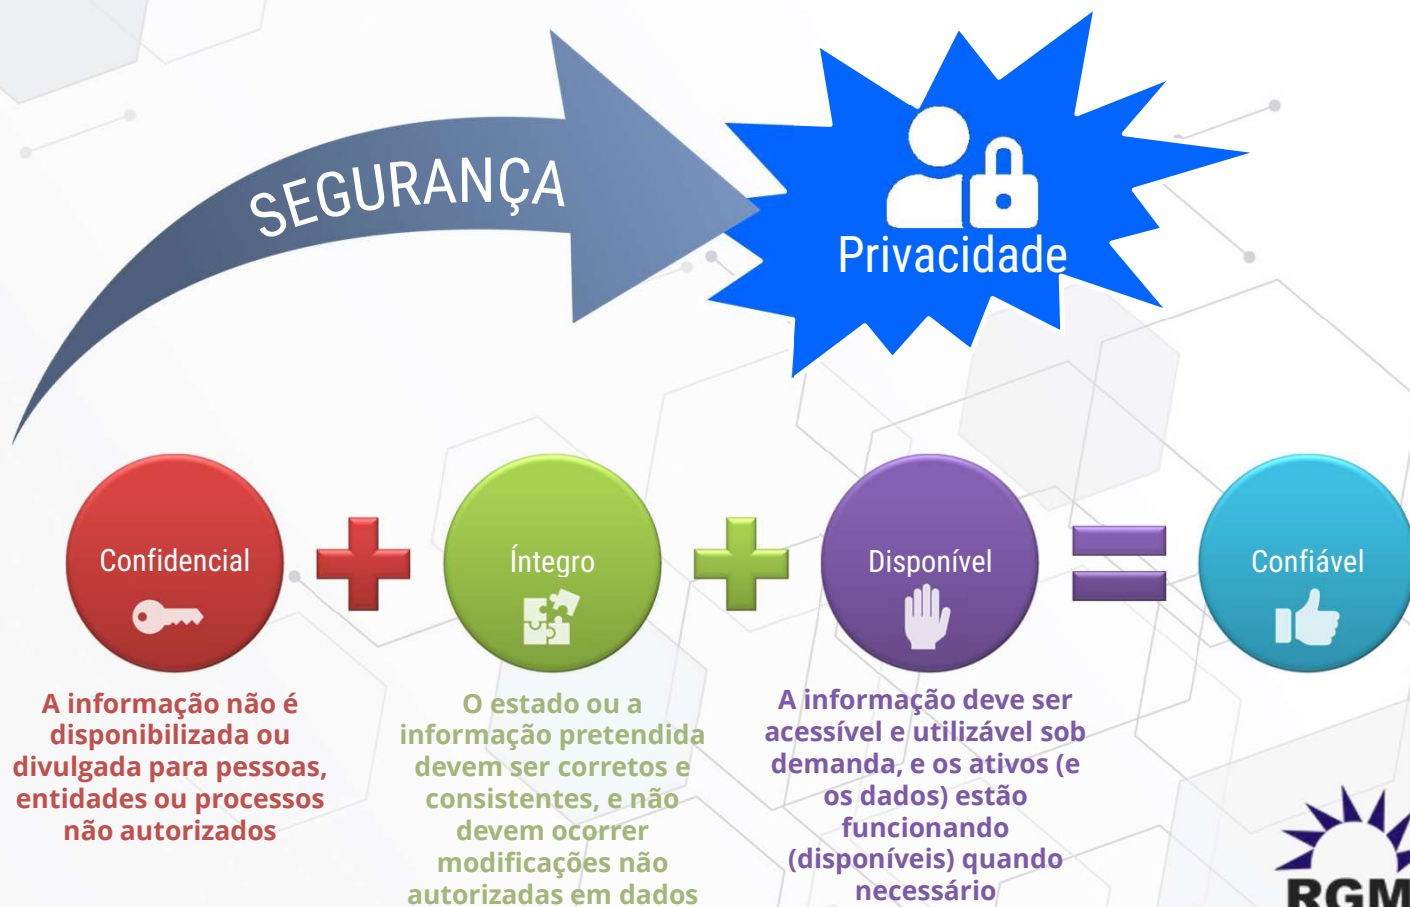 SEGURANÇA
Privacidade
Confidencial
Íntegro
Disponível
Confiável
A informação não é
disponibilizada ou
divulgada para pessoas,
entidades ou processos
não autorizados
O estado ou a
informação pretendida
devem ser corretos e
consistentes, e não
devem ocorrer
modificações não
autorizadas em dados
A informação deve ser
acessível e utilizável sob
demanda, e os ativos (e
os dados) estão
funcionando
(disponíveis) quando
necessário
RGM